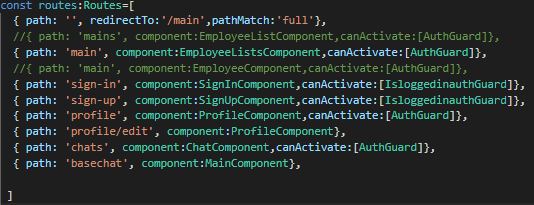 const routes:Routes=[
{ path: '', redirectTo:'/main',pathMatch:'full'},
//{ path: 'mains', component:EmployeeListComponent,canActivate:[AuthGuard]},
{ path: 'main', component:EmployeeListsComponent,canActivate:[AuthGuard]},
//{ path: 'main', component:EmployeeComponent,canActivate:[AuthGuard]},
{ path: 'sign-in', component:SignInComponent,canActivate:[IsloggedinauthGuard]},
{ path: 'sign-up', component:SignUpComponent,canActivate:[IsloggedinauthGuard]},
{ path: 'profile', component:ProfileComponent,canActivate:[AuthGuard]},
{ path: 'profile/edit', component:ProfileComponent},
{ path: 'chats', component:ChatComponent,canActivate:[AuthGuard]},
{ path: 'basechat', component:MainComponent},
]